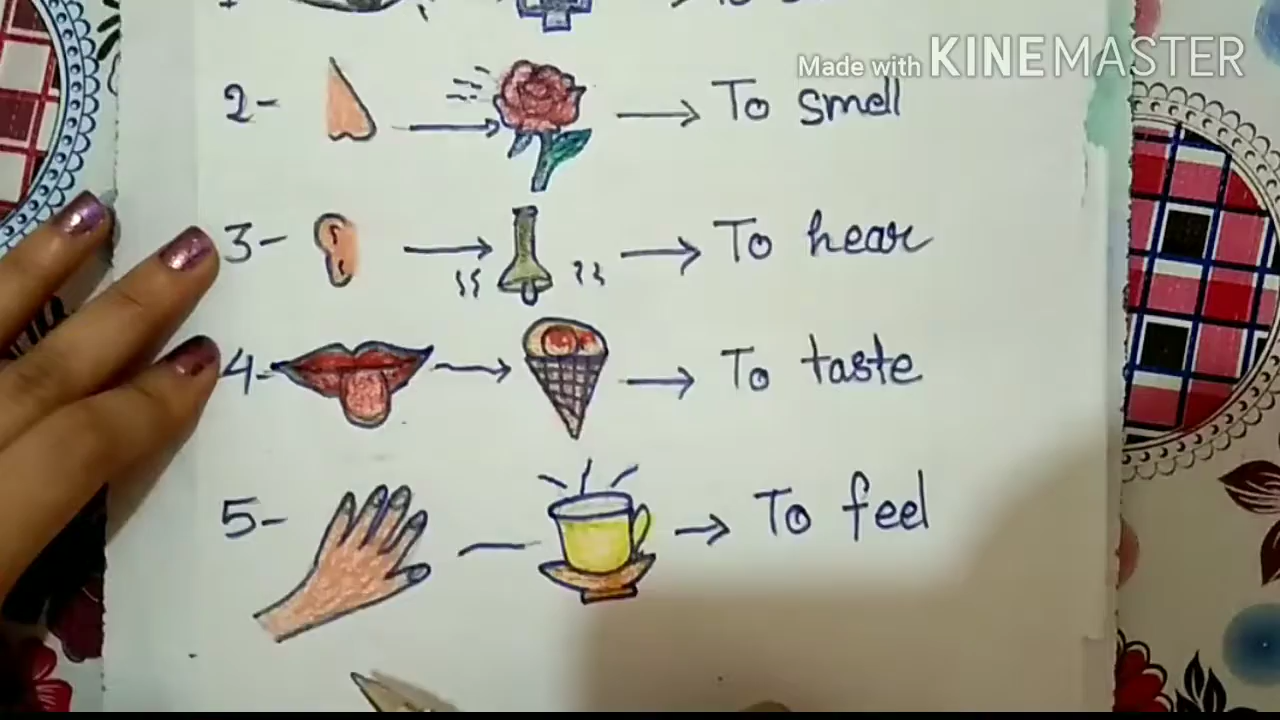 Made with KINEMASTER
2- To smell
3- To hear
4- To taste
5- To feel